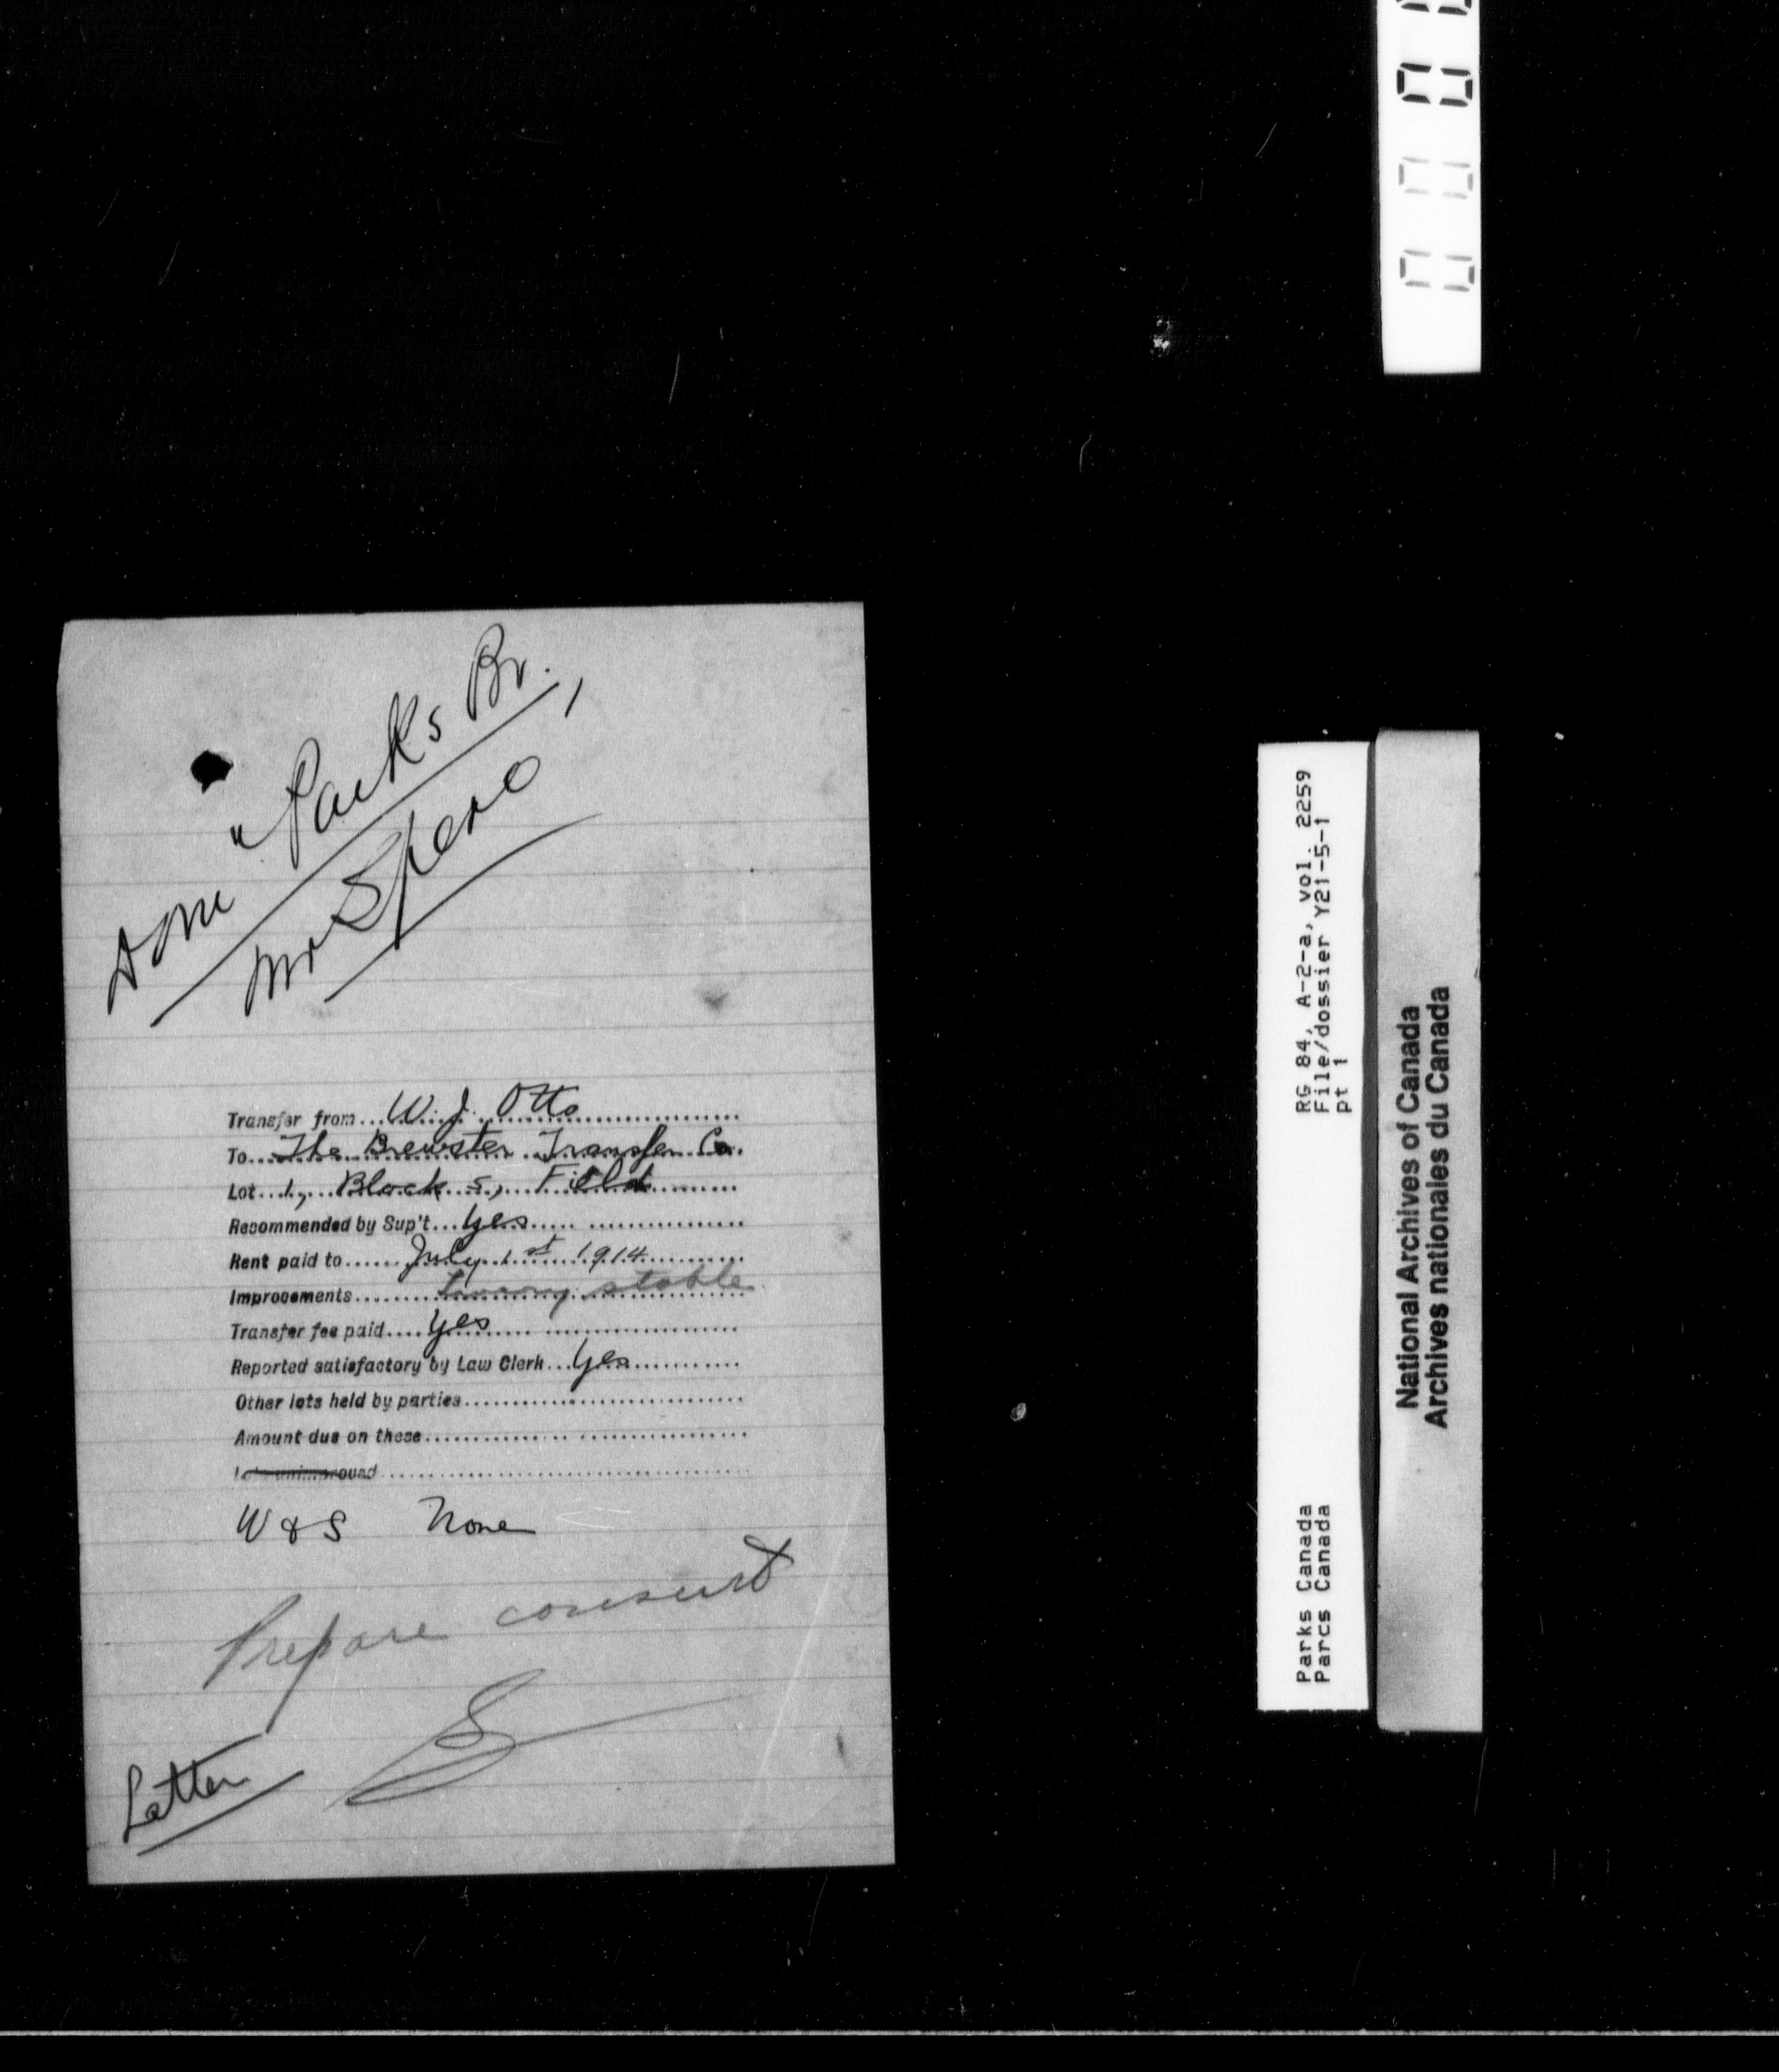 Dom "Parks Br.,
Mr Spero
Transfer from... W. J. Otto
To... The Brewster Transfer Co.
Lot... 1, Block 5, Field
Recommended by Sup't... Yes
Rent paid to... July 1st 1914
Improvements... Livery stable
Transfer fee paid... Yes
Reported satisfactory by Law Clerk... Yes
Other lots held by parties...
Amount due on these...
Lots unimproved...
W & S None
Prepare consent
S
Letter
RG 84, A-2-a, vol. 2259
File/dossier Y21-5-1
pt 1
Parks Canada
Parcs Canada
National Archives of Canada
Archives nationales du Canada